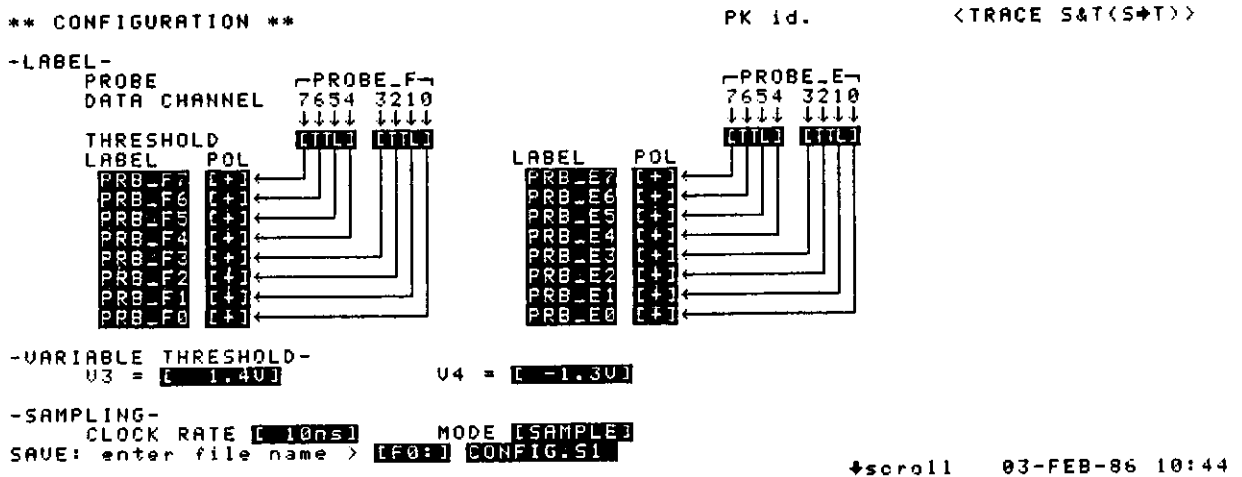 ** CONFIGURATION ** PK id. <TRACE S&T(S→T)>
-LABEL-
PROBE PROBE_F PROBE_E
DATA CHANNEL 7654 3210 7654 3210
↓↓↓↓ ↓↓↓↓ ↓↓↓↓ ↓↓↓↓
THRESHOLD [TTL] [TTL] [TTL] [TTL]
LABEL POL LABEL POL
PRB_F7 [+] PRB_E7 [+]
PRB_F6 [+] PRB_E6 [+]
PRB_F5 [+] PRB_E5 [+]
PRB_F4 [+] PRB_E4 [+]
PRB_F3 [+] PRB_E3 [+]
PRB_F2 [+] PRB_E2 [+]
PRB_F1 [+] PRB_E1 [+]
PRB_F0 [+] PRB_E0 [+]
-VARIABLE THRESHOLD-
V3 = [ 1.4V] V4 = [ -1.3V]
-SAMPLING-
CLOCK RATE [ 10ns] MODE [SAMPLE]
SAVE: enter file name > [F0:] CONFIG.S1
↓scroll 03-FEB-86 10:44